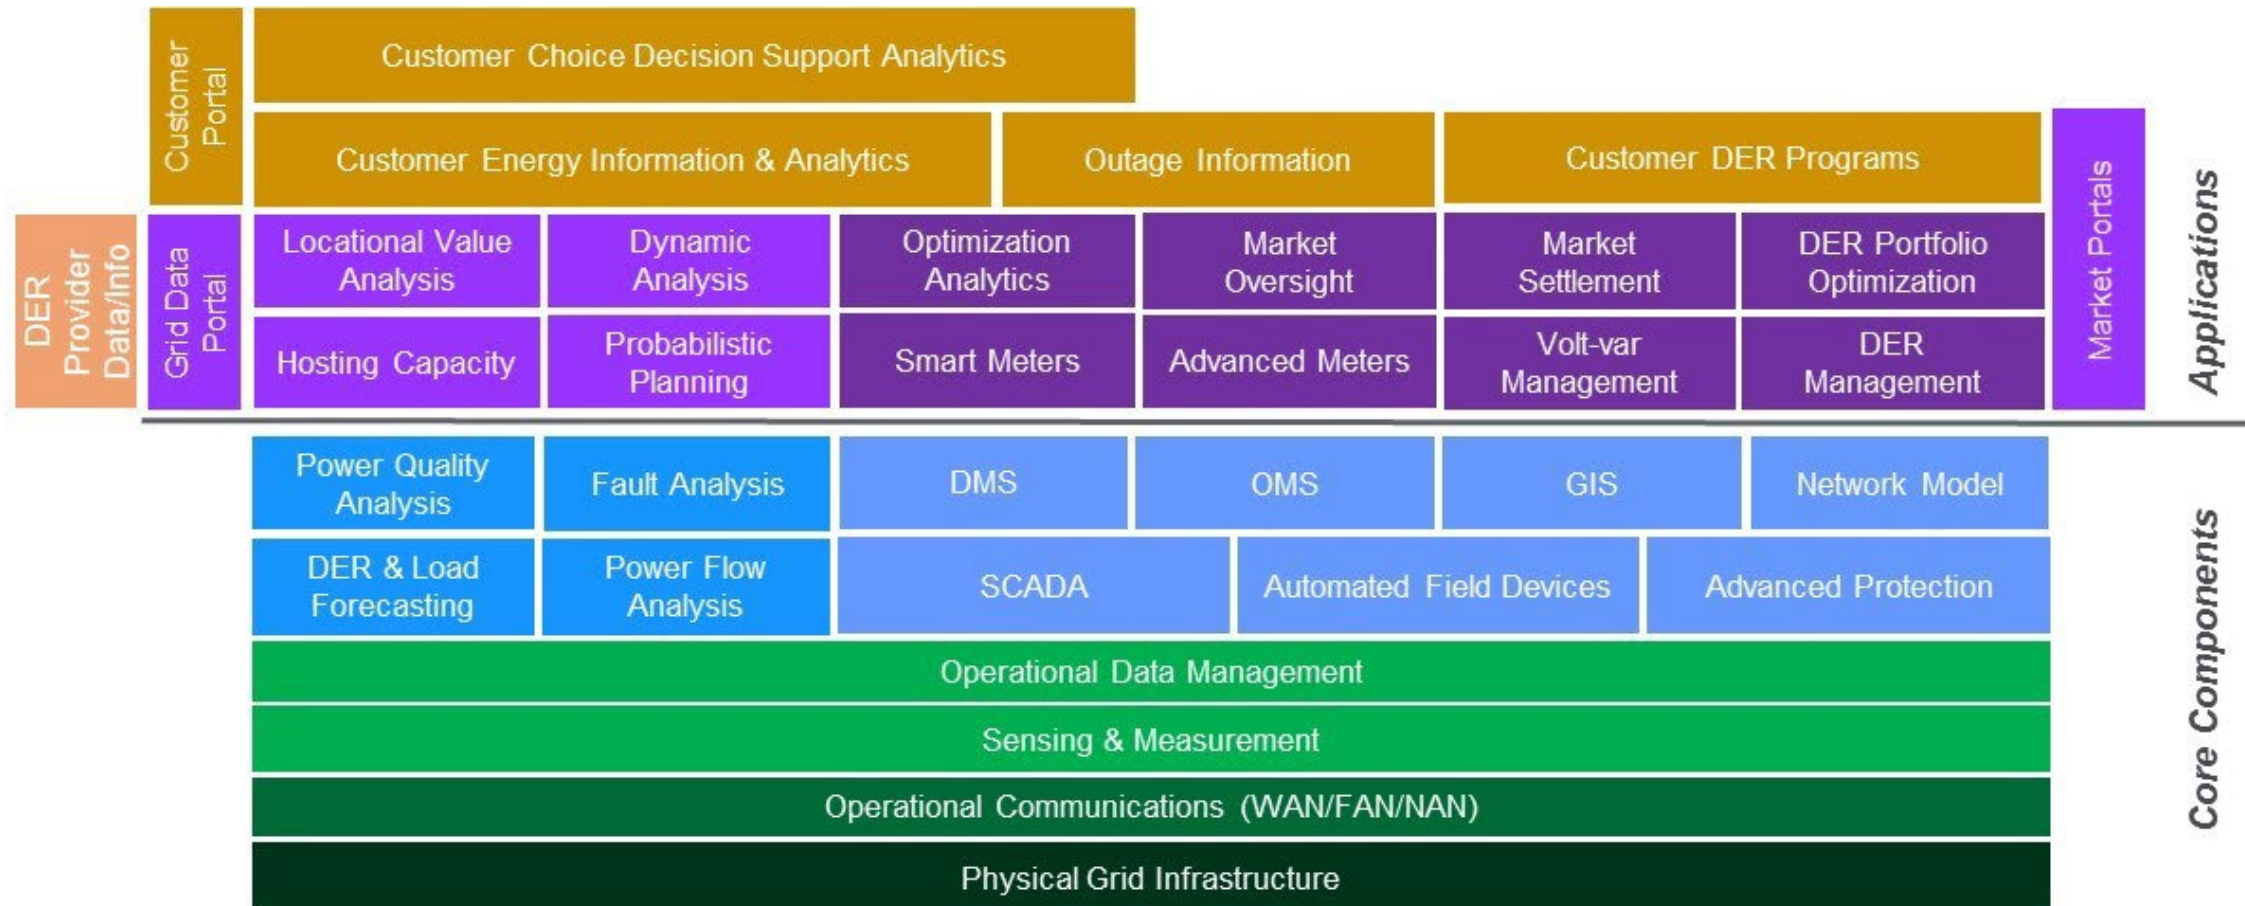 Customer
Portal
Customer Choice Decision Support Analytics
Customer Energy Information & Analytics
Outage Information
Customer DER Programs
Market Portals
Applications
DER
Provider
Data/Info
Grid Data
Portal
Locational Value
Analysis
Dynamic
Analysis
Optimization
Analytics
Market
Oversight
Market
Settlement
DER Portfolio
Optimization
Hosting Capacity
Probabilistic
Planning
Smart Meters
Advanced Meters
Volt-var
Management
DER
Management
Power Quality
Analysis
Fault Analysis
DMS
OMS
GIS
Network Model
Core Components
DER & Load
Forecasting
Power Flow
Analysis
SCADA
Automated Field Devices
Advanced Protection
Operational Data Management
Sensing & Measurement
Operational Communications (WAN/FAN/NAN)
Physical Grid Infrastructure